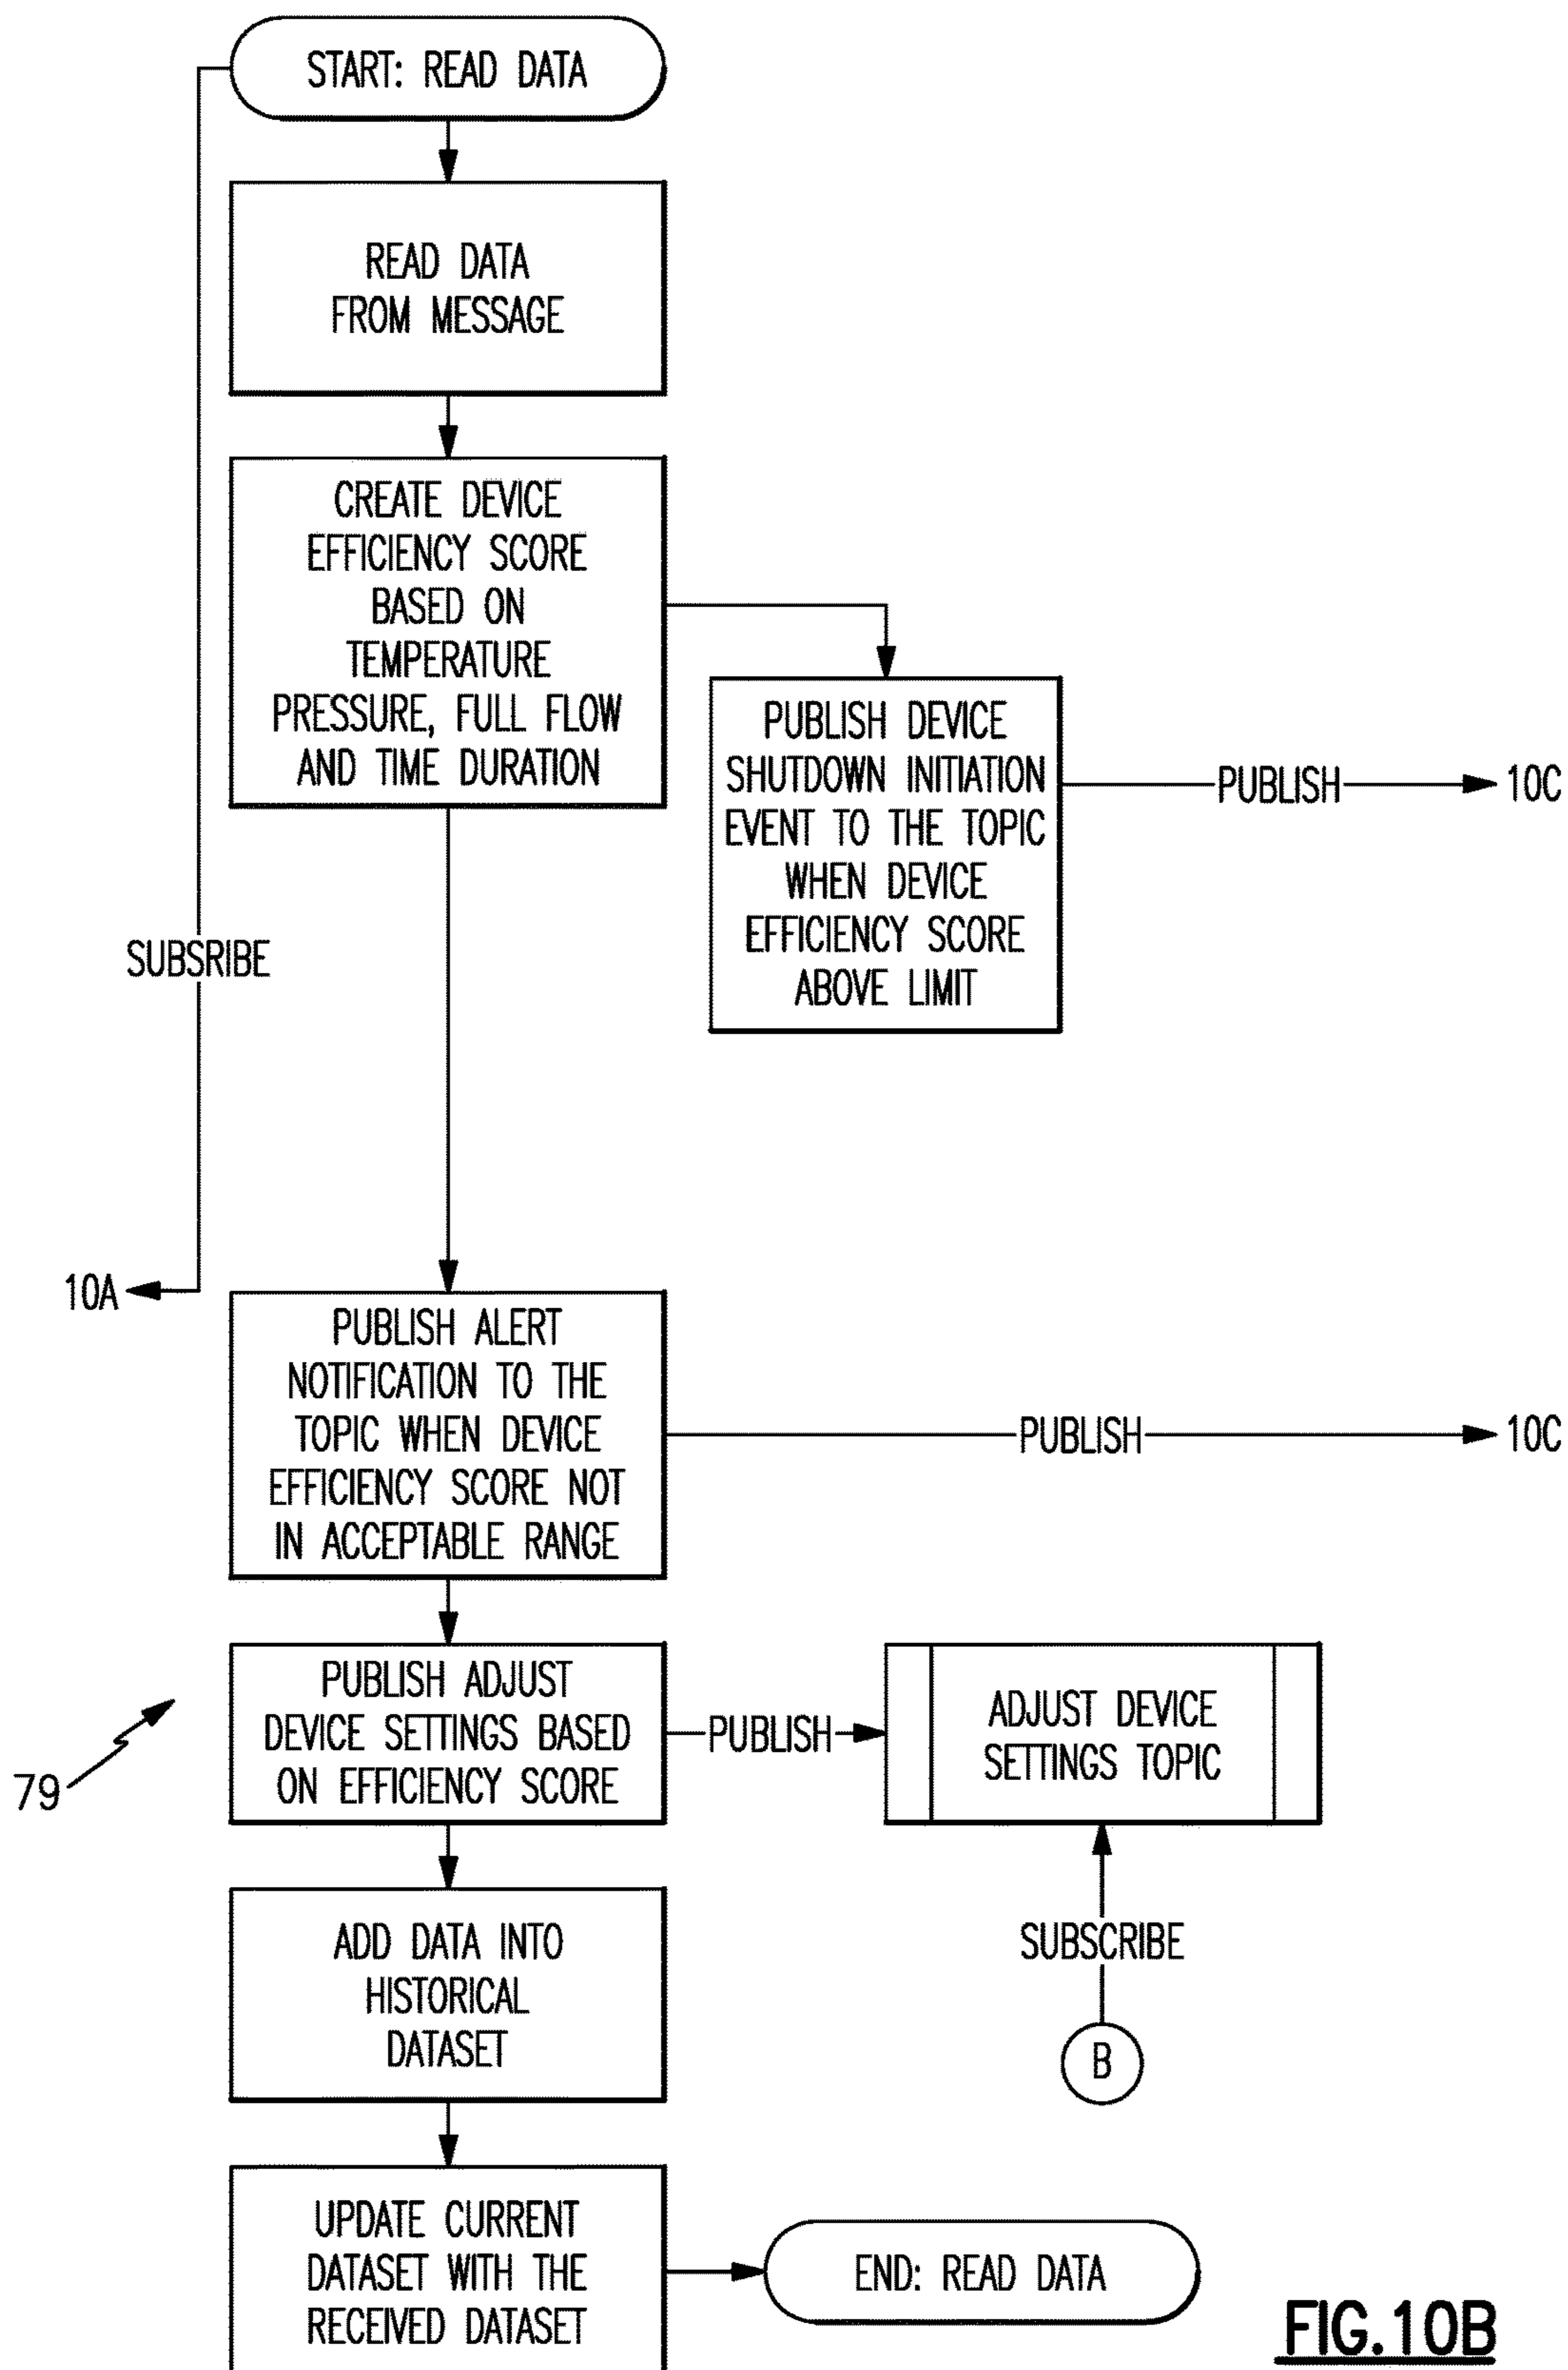 START: READ DATA
READ DATA
FROM MESSAGE
CREATE DEVICE
EFFICIENCY SCORE
BASED ON
TEMPERATURE
PRESSURE, FULL FLOW
AND TIME DURATION
PUBLISH DEVICE
SHUTDOWN INITIATION
EVENT TO THE TOPIC
WHEN DEVICE
EFFICIENCY SCORE
ABOVE LIMIT
PUBLISH
10C
SUBSRIBE
10A
PUBLISH ALERT
NOTIFICATION TO THE
TOPIC WHEN DEVICE
EFFICIENCY SCORE NOT
IN ACCEPTABLE RANGE
PUBLISH
10C
79
PUBLISH ADJUST
DEVICE SETTINGS BASED
ON EFFICIENCY SCORE
PUBLISH
ADJUST DEVICE
SETTINGS TOPIC
SUBSCRIBE
B
ADD DATA INTO
HISTORICAL
DATASET
UPDATE CURRENT
DATASET WITH THE
RECEIVED DATASET
END: READ DATA
FIG.10B